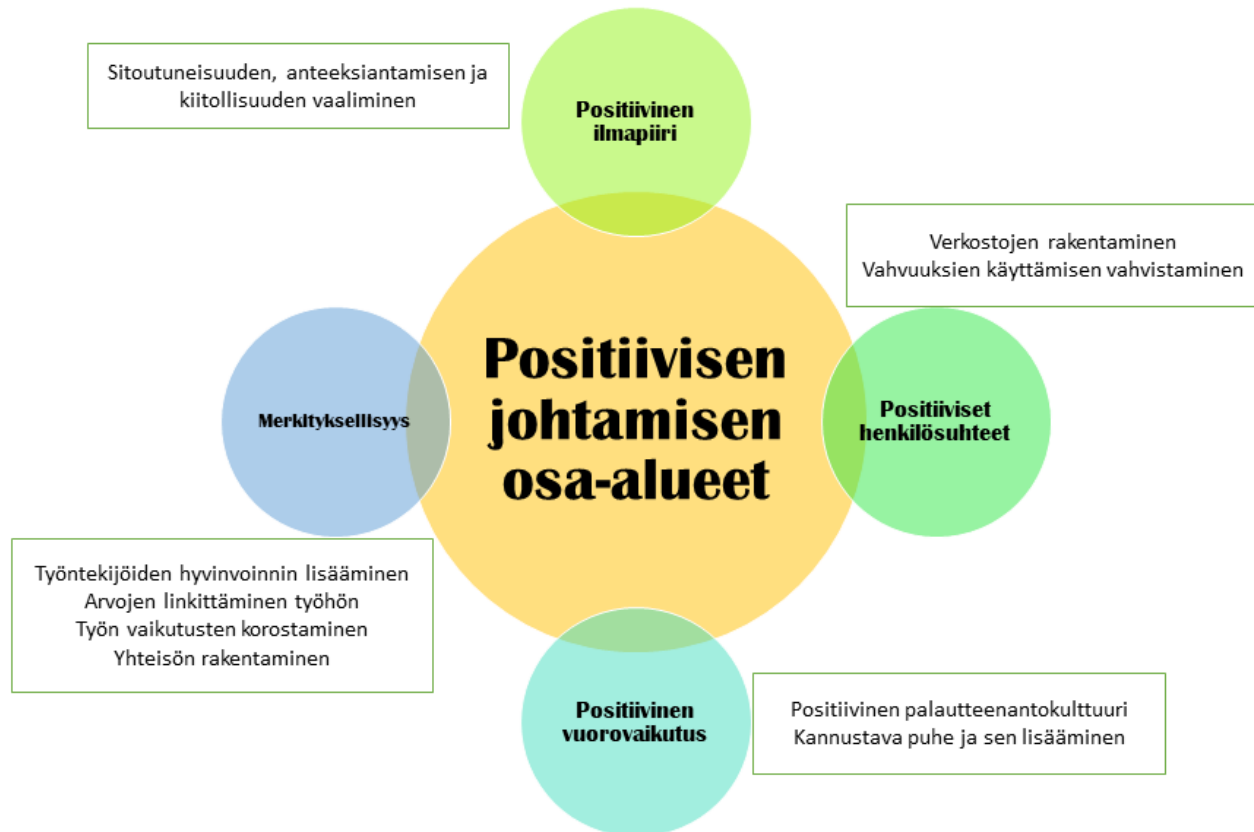 Sitoutuneisuuden, anteeksiantamisen ja
kiitollisuuden vaaliminen
Positiivinen
ilmapiiri
Verkostojen rakentaminen
Vahvuuksien käyttämisen vahvistaminen
Positiivisen
johtamisen
osa-alueet
Merkityksellisyys
Positiiviset
henkilösuhteet
Työntekijöiden hyvinvoinnin lisääminen
Arvojen linkittäminen työhön
Työn vaikutusten korostaminen
Yhteisön rakentaminen
Positiivinen
vuorovaikutus
Positiivinen palautteenantokulttuuri
Kannustava puhe ja sen lisääminen